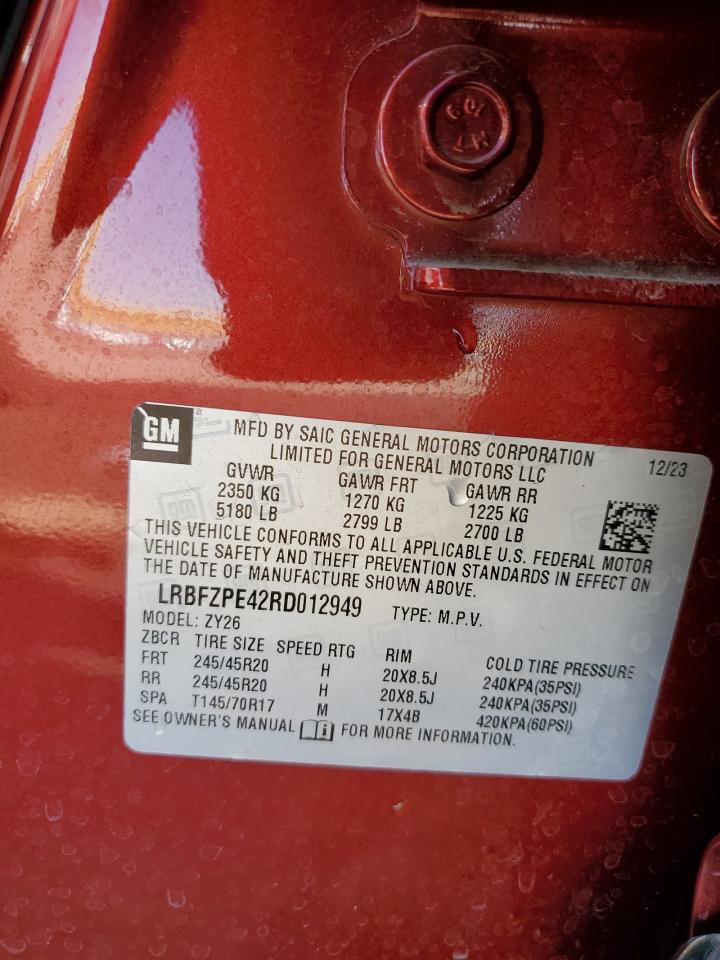 109
M7
GM
MFD BY SAIC GENERAL MOTORS CORPORATION
LIMITED FOR GENERAL MOTORS LLC
12/23
GVWR GAWR FRT GAWR RR
2350 KG 1270 KG 1225 KG
5180 LB 2799 LB 2700 LB
THIS VEHICLE CONFORMS TO ALL APPLICABLE U.S. FEDERAL MOTOR
VEHICLE SAFETY AND THEFT PREVENTION STANDARDS IN EFFECT ON
THE DATE OF MANUFACTURE SHOWN ABOVE.
LRBFZPE42RD012949 TYPE: M.P.V.
MODEL: ZY26
ZBCR TIRE SIZE SPEED RTG RIM COLD TIRE PRESSURE
FRT 245/45R20 H 20X8.5J 240KPA(35PSI)
RR 245/45R20 H 20X8.5J 240KPA(35PSI)
SPA T145/70R17 M 17X4B 420KPA(60PSI)
SEE OWNER'S MANUAL FOR MORE INFORMATION.